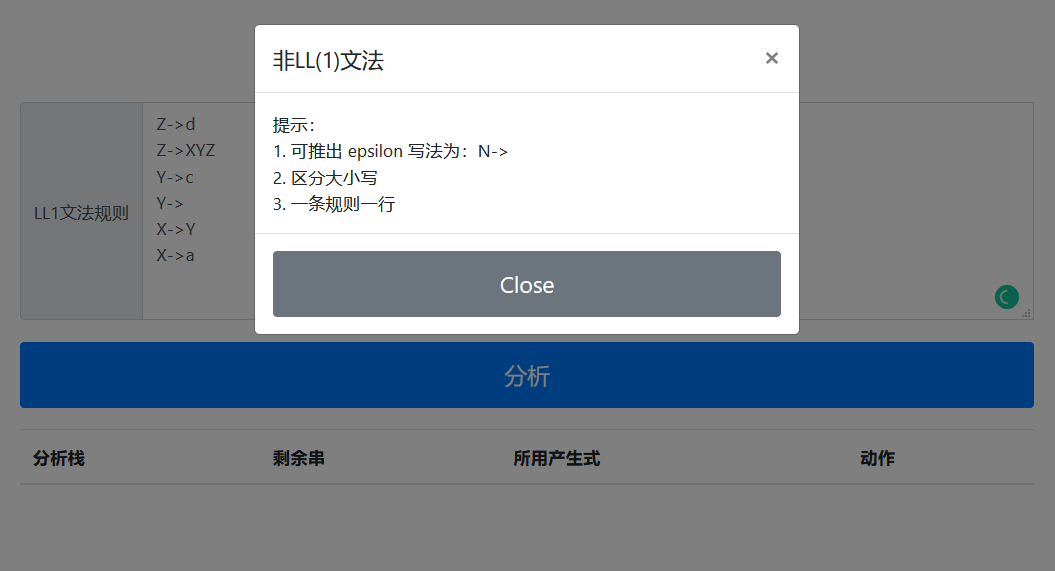 非LL(1)文法
×
提示：
1. 可推出 epsilon 写法为：N->
2. 区分大小写
3. 一条规则一行
Close
LL1文法规则
Z->d
Z->XYZ
Y->c
Y->
X->Y
X->a
分析
分析栈 剩余串 所用产生式 动作